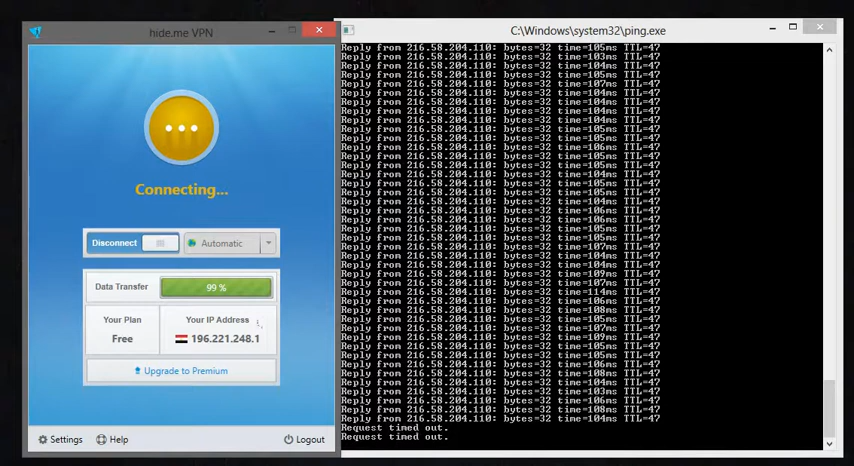 hide.me VPN
Connecting...
Disconnect
Automatic
Data Transfer
99 %
Your Plan
Your IP Address
Free
196.221.248.1
Upgrade to Premium
Settings
Help
Logout
C:\Windows\system32\ping.exe
Reply from 216.58.204.110: bytes=32 time=105ms TTL=47
Reply from 216.58.204.110: bytes=32 time=103ms TTL=47
Reply from 216.58.204.110: bytes=32 time=104ms TTL=47
Reply from 216.58.204.110: bytes=32 time=105ms TTL=47
Reply from 216.58.204.110: bytes=32 time=107ms TTL=47
Reply from 216.58.204.110: bytes=32 time=104ms TTL=47
Reply from 216.58.204.110: bytes=32 time=104ms TTL=47
Reply from 216.58.204.110: bytes=32 time=104ms TTL=47
Reply from 216.58.204.110: bytes=32 time=104ms TTL=47
Reply from 216.58.204.110: bytes=32 time=105ms TTL=47
Reply from 216.58.204.110: bytes=32 time=105ms TTL=47
Reply from 216.58.204.110: bytes=32 time=104ms TTL=47
Reply from 216.58.204.110: bytes=32 time=105ms TTL=47
Reply from 216.58.204.110: bytes=32 time=105ms TTL=47
Reply from 216.58.204.110: bytes=32 time=105ms TTL=47
Reply from 216.58.204.110: bytes=32 time=105ms TTL=47
Reply from 216.58.204.110: bytes=32 time=104ms TTL=47
Reply from 216.58.204.110: bytes=32 time=104ms TTL=47
Reply from 216.58.204.110: bytes=32 time=106ms TTL=47
Reply from 216.58.204.110: bytes=32 time=106ms TTL=47
Reply from 216.58.204.110: bytes=32 time=105ms TTL=47
Reply from 216.58.204.110: bytes=32 time=105ms TTL=47
Reply from 216.58.204.110: bytes=32 time=107ms TTL=47
Reply from 216.58.204.110: bytes=32 time=104ms TTL=47
Reply from 216.58.204.110: bytes=32 time=104ms TTL=47
Reply from 216.58.204.110: bytes=32 time=109ms TTL=47
Reply from 216.58.204.110: bytes=32 time=107ms TTL=47
Reply from 216.58.204.110: bytes=32 time=114ms TTL=47
Reply from 216.58.204.110: bytes=32 time=106ms TTL=47
Reply from 216.58.204.110: bytes=32 time=108ms TTL=47
Reply from 216.58.204.110: bytes=32 time=105ms TTL=47
Reply from 216.58.204.110: bytes=32 time=107ms TTL=47
Reply from 216.58.204.110: bytes=32 time=109ms TTL=47
Reply from 216.58.204.110: bytes=32 time=105ms TTL=47
Reply from 216.58.204.110: bytes=32 time=106ms TTL=47
Reply from 216.58.204.110: bytes=32 time=108ms TTL=47
Reply from 216.58.204.110: bytes=32 time=104ms TTL=47
Reply from 216.58.204.110: bytes=32 time=103ms TTL=47
Reply from 216.58.204.110: bytes=32 time=106ms TTL=47
Reply from 216.58.204.110: bytes=32 time=108ms TTL=47
Reply from 216.58.204.110: bytes=32 time=104ms TTL=47
Request timed out.
Request timed out.